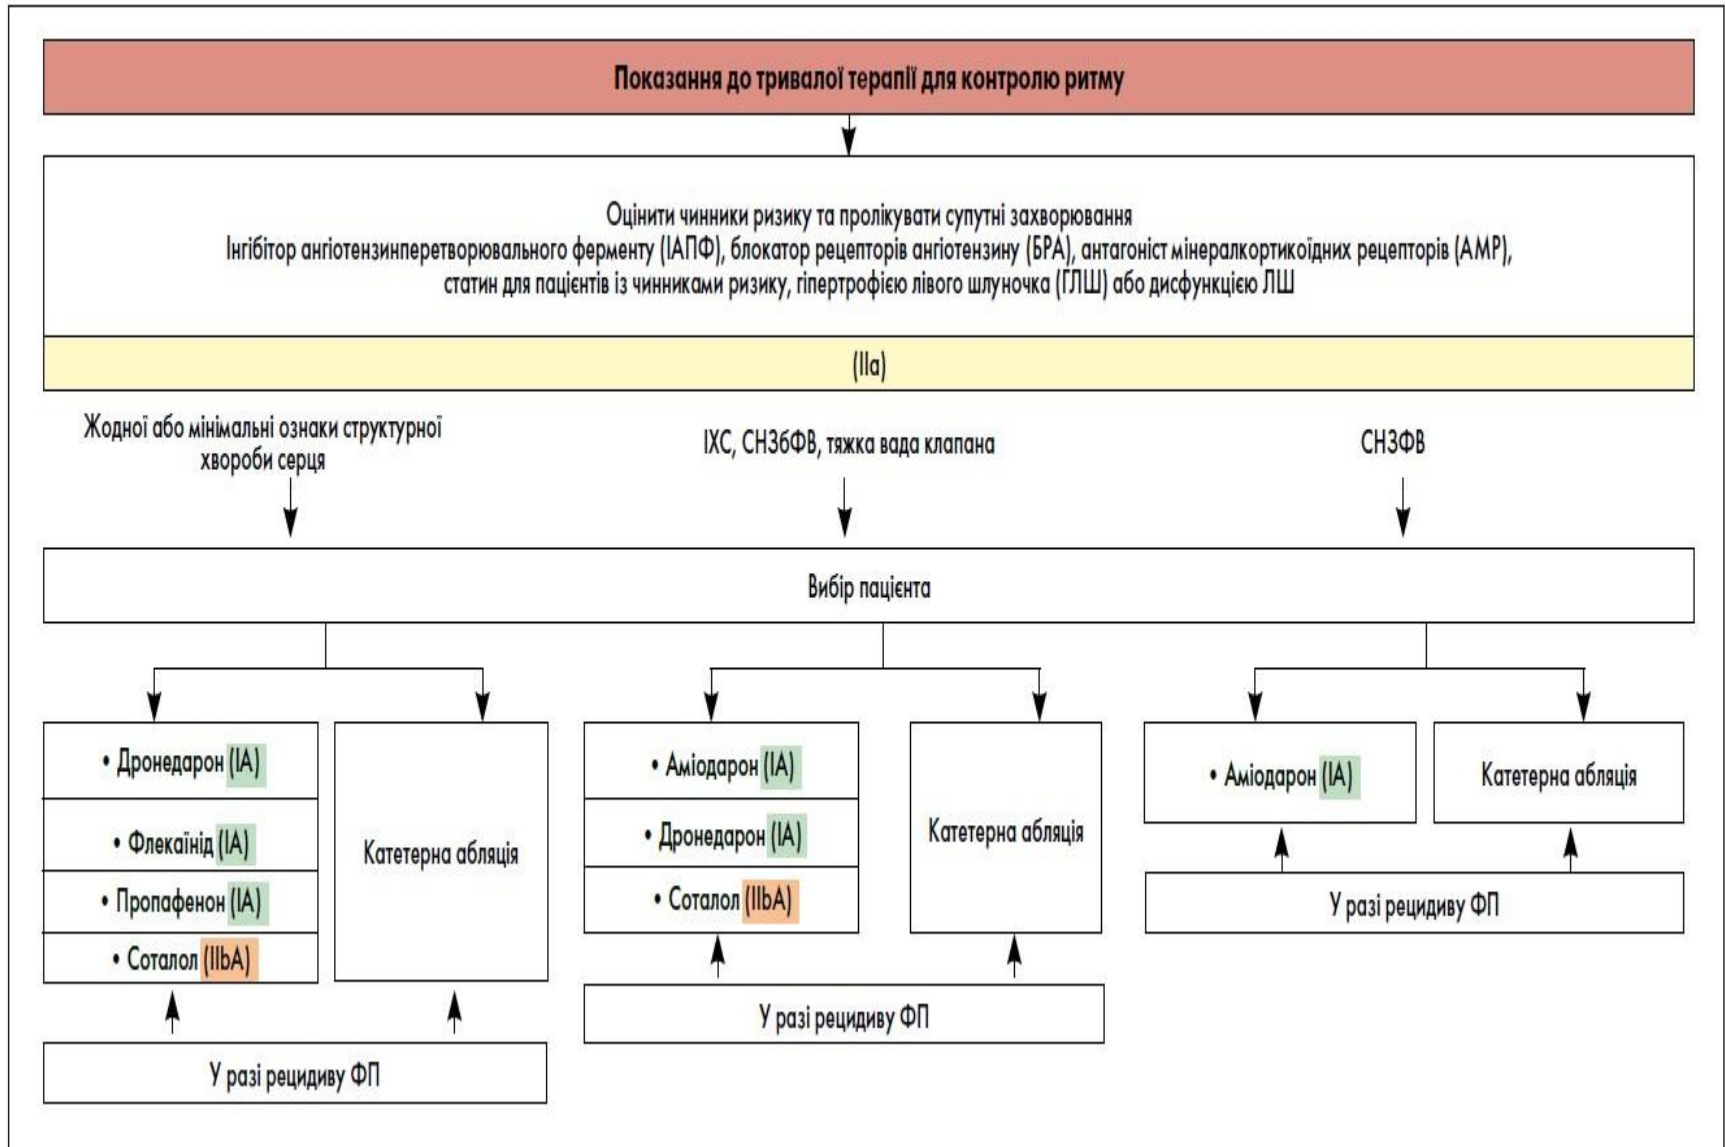 Показання до тривалої терапії для контролю ритму
Оцінити чинники ризику та пролікувати супутні захворювання
Інгібітор ангіотензинперетворювального ферменту (ІАПФ), блокатор рецепторів ангіотензину (БРА), антагоніст мінералкортикоїдних рецепторів (АМР),
статин для пацієнтів із чинниками ризику, гіпертрофією лівого шлуночка (ГЛШ) або дисфункцією ЛШ
(IIa)
Жодної або мінімальні ознаки структурної
хвороби серця
ІХС, СНЗбФВ, тяжка вада клапана
СНЗФВ
Вибір пацієнта
• Дронедарон (IA)
• Флекаїнід (IA)
• Пропафенон (IA)
• Соталол (IIbA)
Катетерна абляція
У разі рецидиву ФП
• Аміодарон (IA)
• Дронедарон (IA)
• Соталол (IIbA)
Катетерна абляція
У разі рецидиву ФП
• Аміодарон (IA)
Катетерна абляція
У разі рецидиву ФП